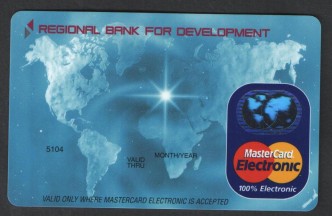 REGIONAL BANK FOR DEVELOPMENT
5104
MONTH/YEAR
VALID
THRU
MasterCard
Electronic
100% Electronic
VALID ONLY WHERE MASTERCARD ELECTRONIC IS ACCEPTED